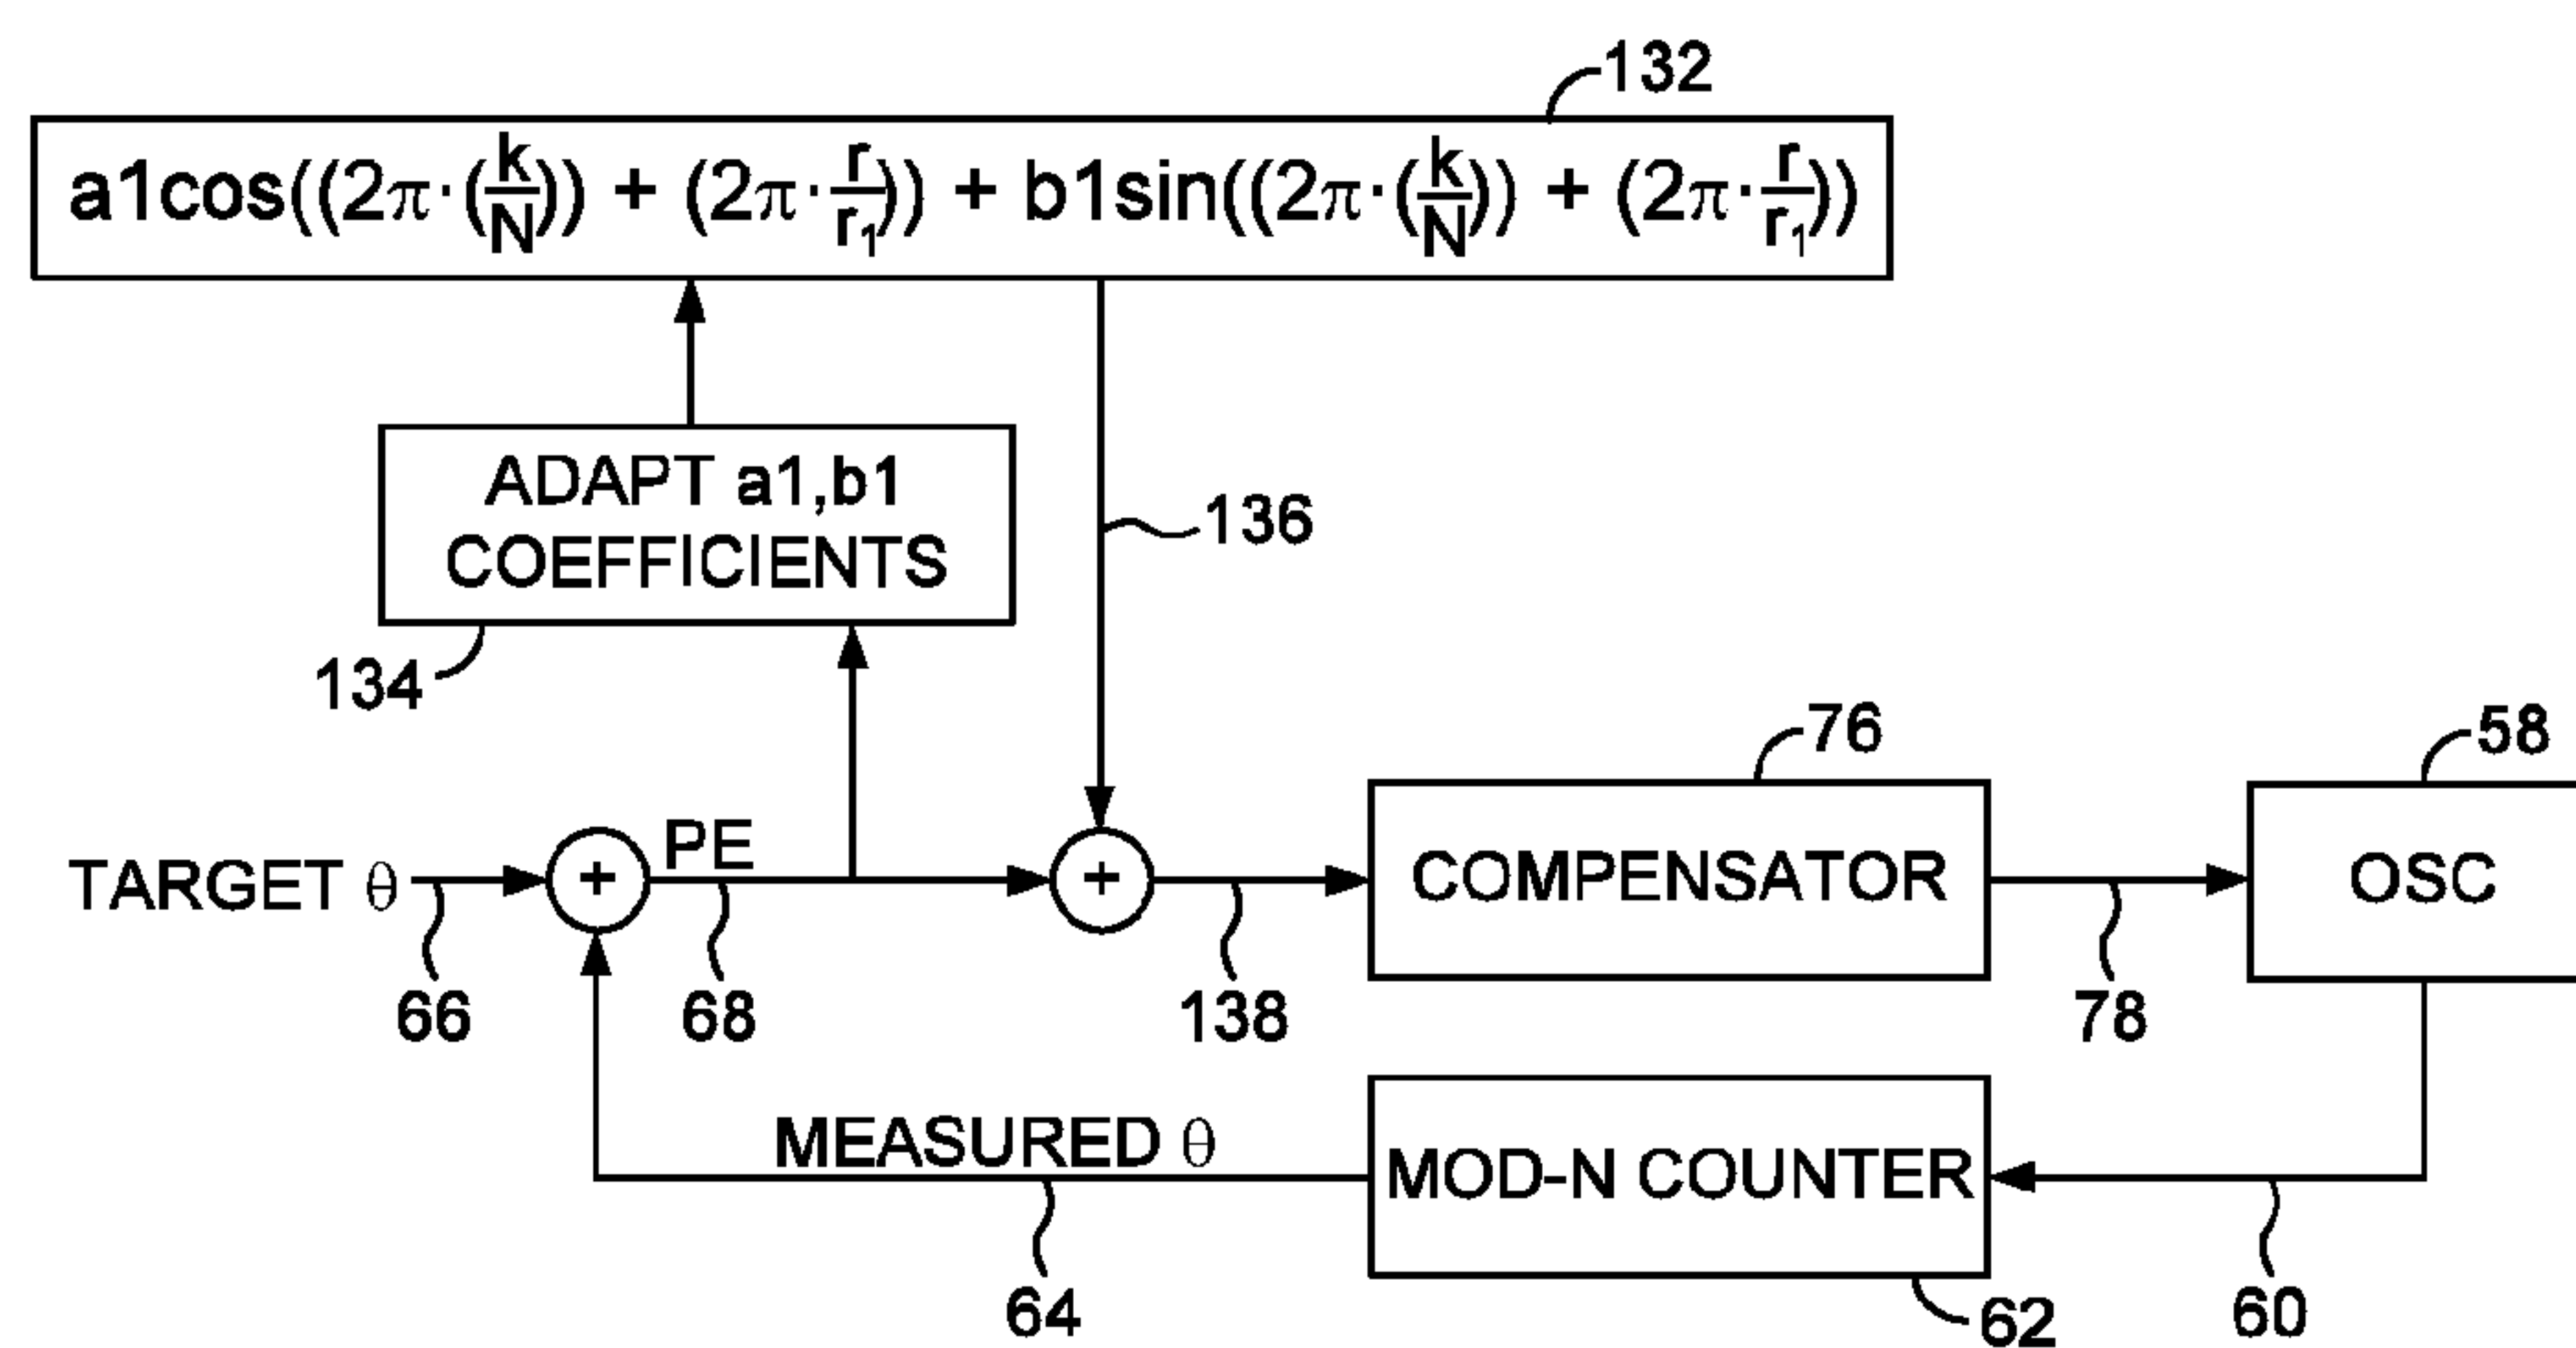 132
a1cos((2π·(k/N)) + (2π·r/r₁)) + b1sin((2π·(k/N)) + (2π·r/r₁))
ADAPT a1,b1
COEFFICIENTS
134
136
76
58
TARGET θ
+
PE
+
COMPENSATOR
OSC
66
68
138
78
MEASURED θ
MOD-N COUNTER
64
62
60